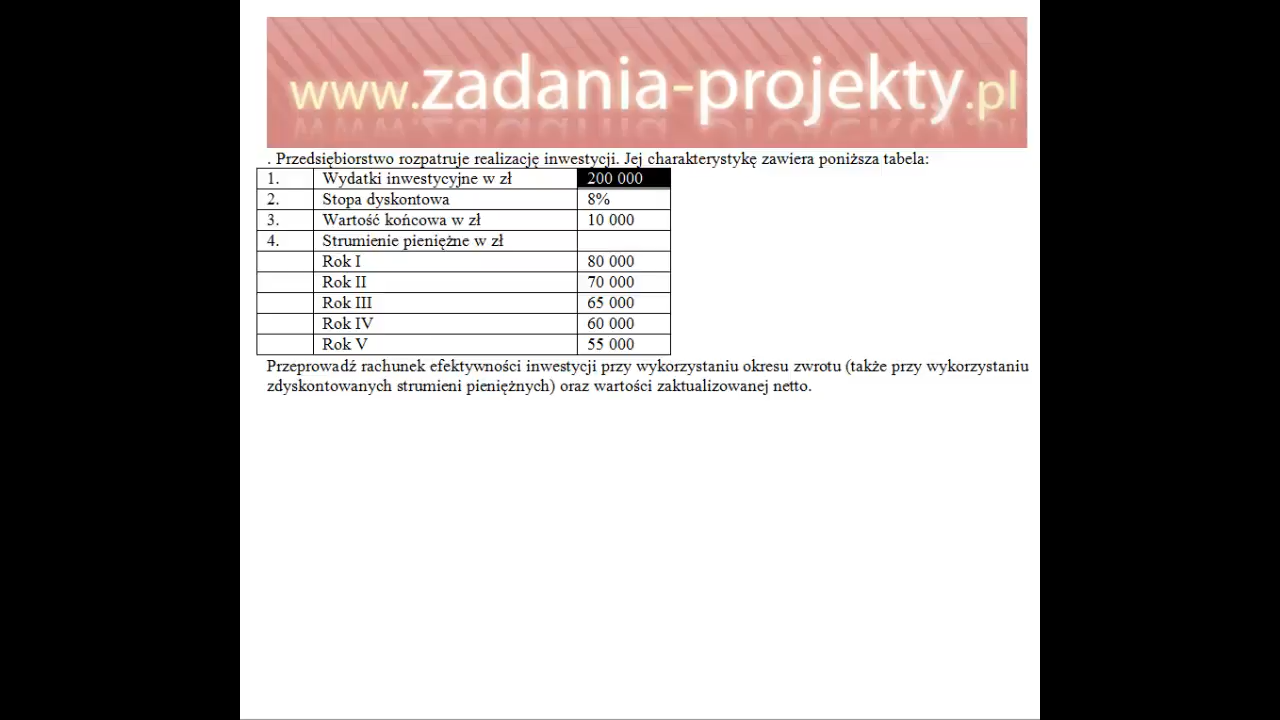 www.zadania-projekty.pl
. Przedsiębiorstwo rozpatruje realizację inwestycji. Jej charakterystykę zawiera poniższa tabela:
1. Wydatki inwestycyjne w zł 200 000
2. Stopa dyskontowa 8%
3. Wartość końcowa w zł 10 000
4. Strumienie pieniężne w zł
Rok I 80 000
Rok II 70 000
Rok III 65 000
Rok IV 60 000
Rok V 55 000
Przeprowadź rachunek efektywności inwestycji przy wykorzystaniu okresu zwrotu (także przy wykorzystaniu
zdyskontowanych strumieni pieniężnych) oraz wartości zaktualizowanej netto.